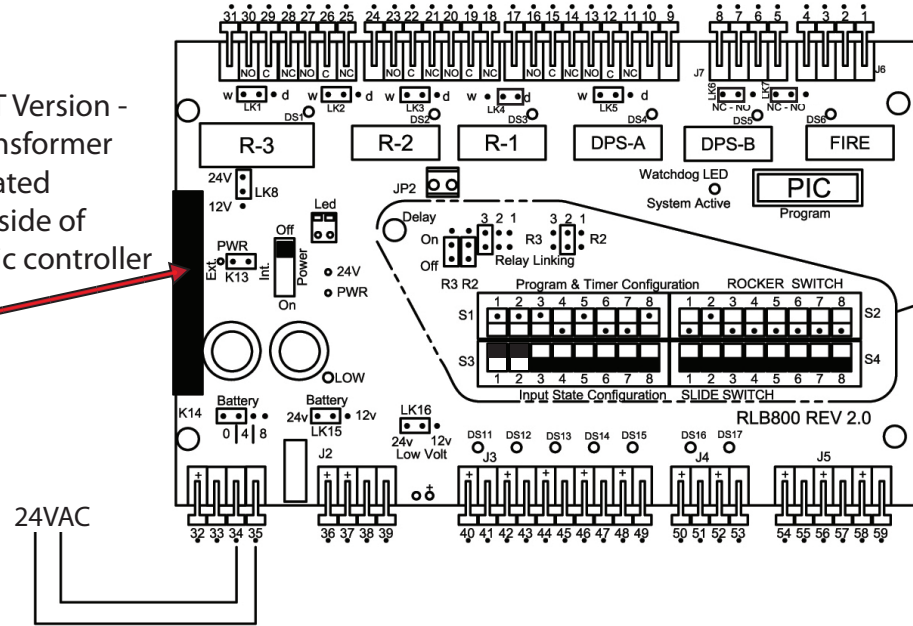 31 30 29 28 27 26 25 24 23 22 21 20 19 18 17 16 15 14 13 12 11 10 9 8 7 6 5 4 3 2 1
NO C NC NO C NC NO C NC NO C NC NO C NC NO C NC
J7 J6
T Version -
nsformer
ated
side of
c controller
w d LK1 LK2 w d LK3 w LK4 d w d LK5 LK6 NC - NO LK7 NC - NO
DS1 DS2 DS3 DS4 DS5 DS6
R-3 R-2 R-1 DPS-A DPS-B FIRE
24V
LK8
12V
JP2
Watchdog LED
System Active
PIC
Program
Led
Off
Int. Power
On
PWR
Ext.
K13
24V
PWR
Delay
On
Off
R3 R2
3 2 1
Relay Linking
3 2 1
R3 R2
Program & Timer Configuration ROCKER SWITCH
1 2 3 4 5 6 7 8 1 2 3 4 5 6 7 8
S1 S2
S3 S4
1 2 3 4 5 6 7 8 1 2 3 4 5 6 7 8
Input State Configuration SLIDE SWITCH
LOW
RLB800 REV 2.0
K14
Battery
0 4 8
Battery
24v 12v
LK15
LK16
24v 12v
Low Volt
DS11 DS12 DS13 DS14 DS15 DS16 DS17
J2 J3 J4 J5
+ + + + + + + + + + + + + +
32 33 34 35 36 37 38 39 40 41 42 43 44 45 46 47 48 49 50 51 52 53 54 55 56 57 58 59
24VAC